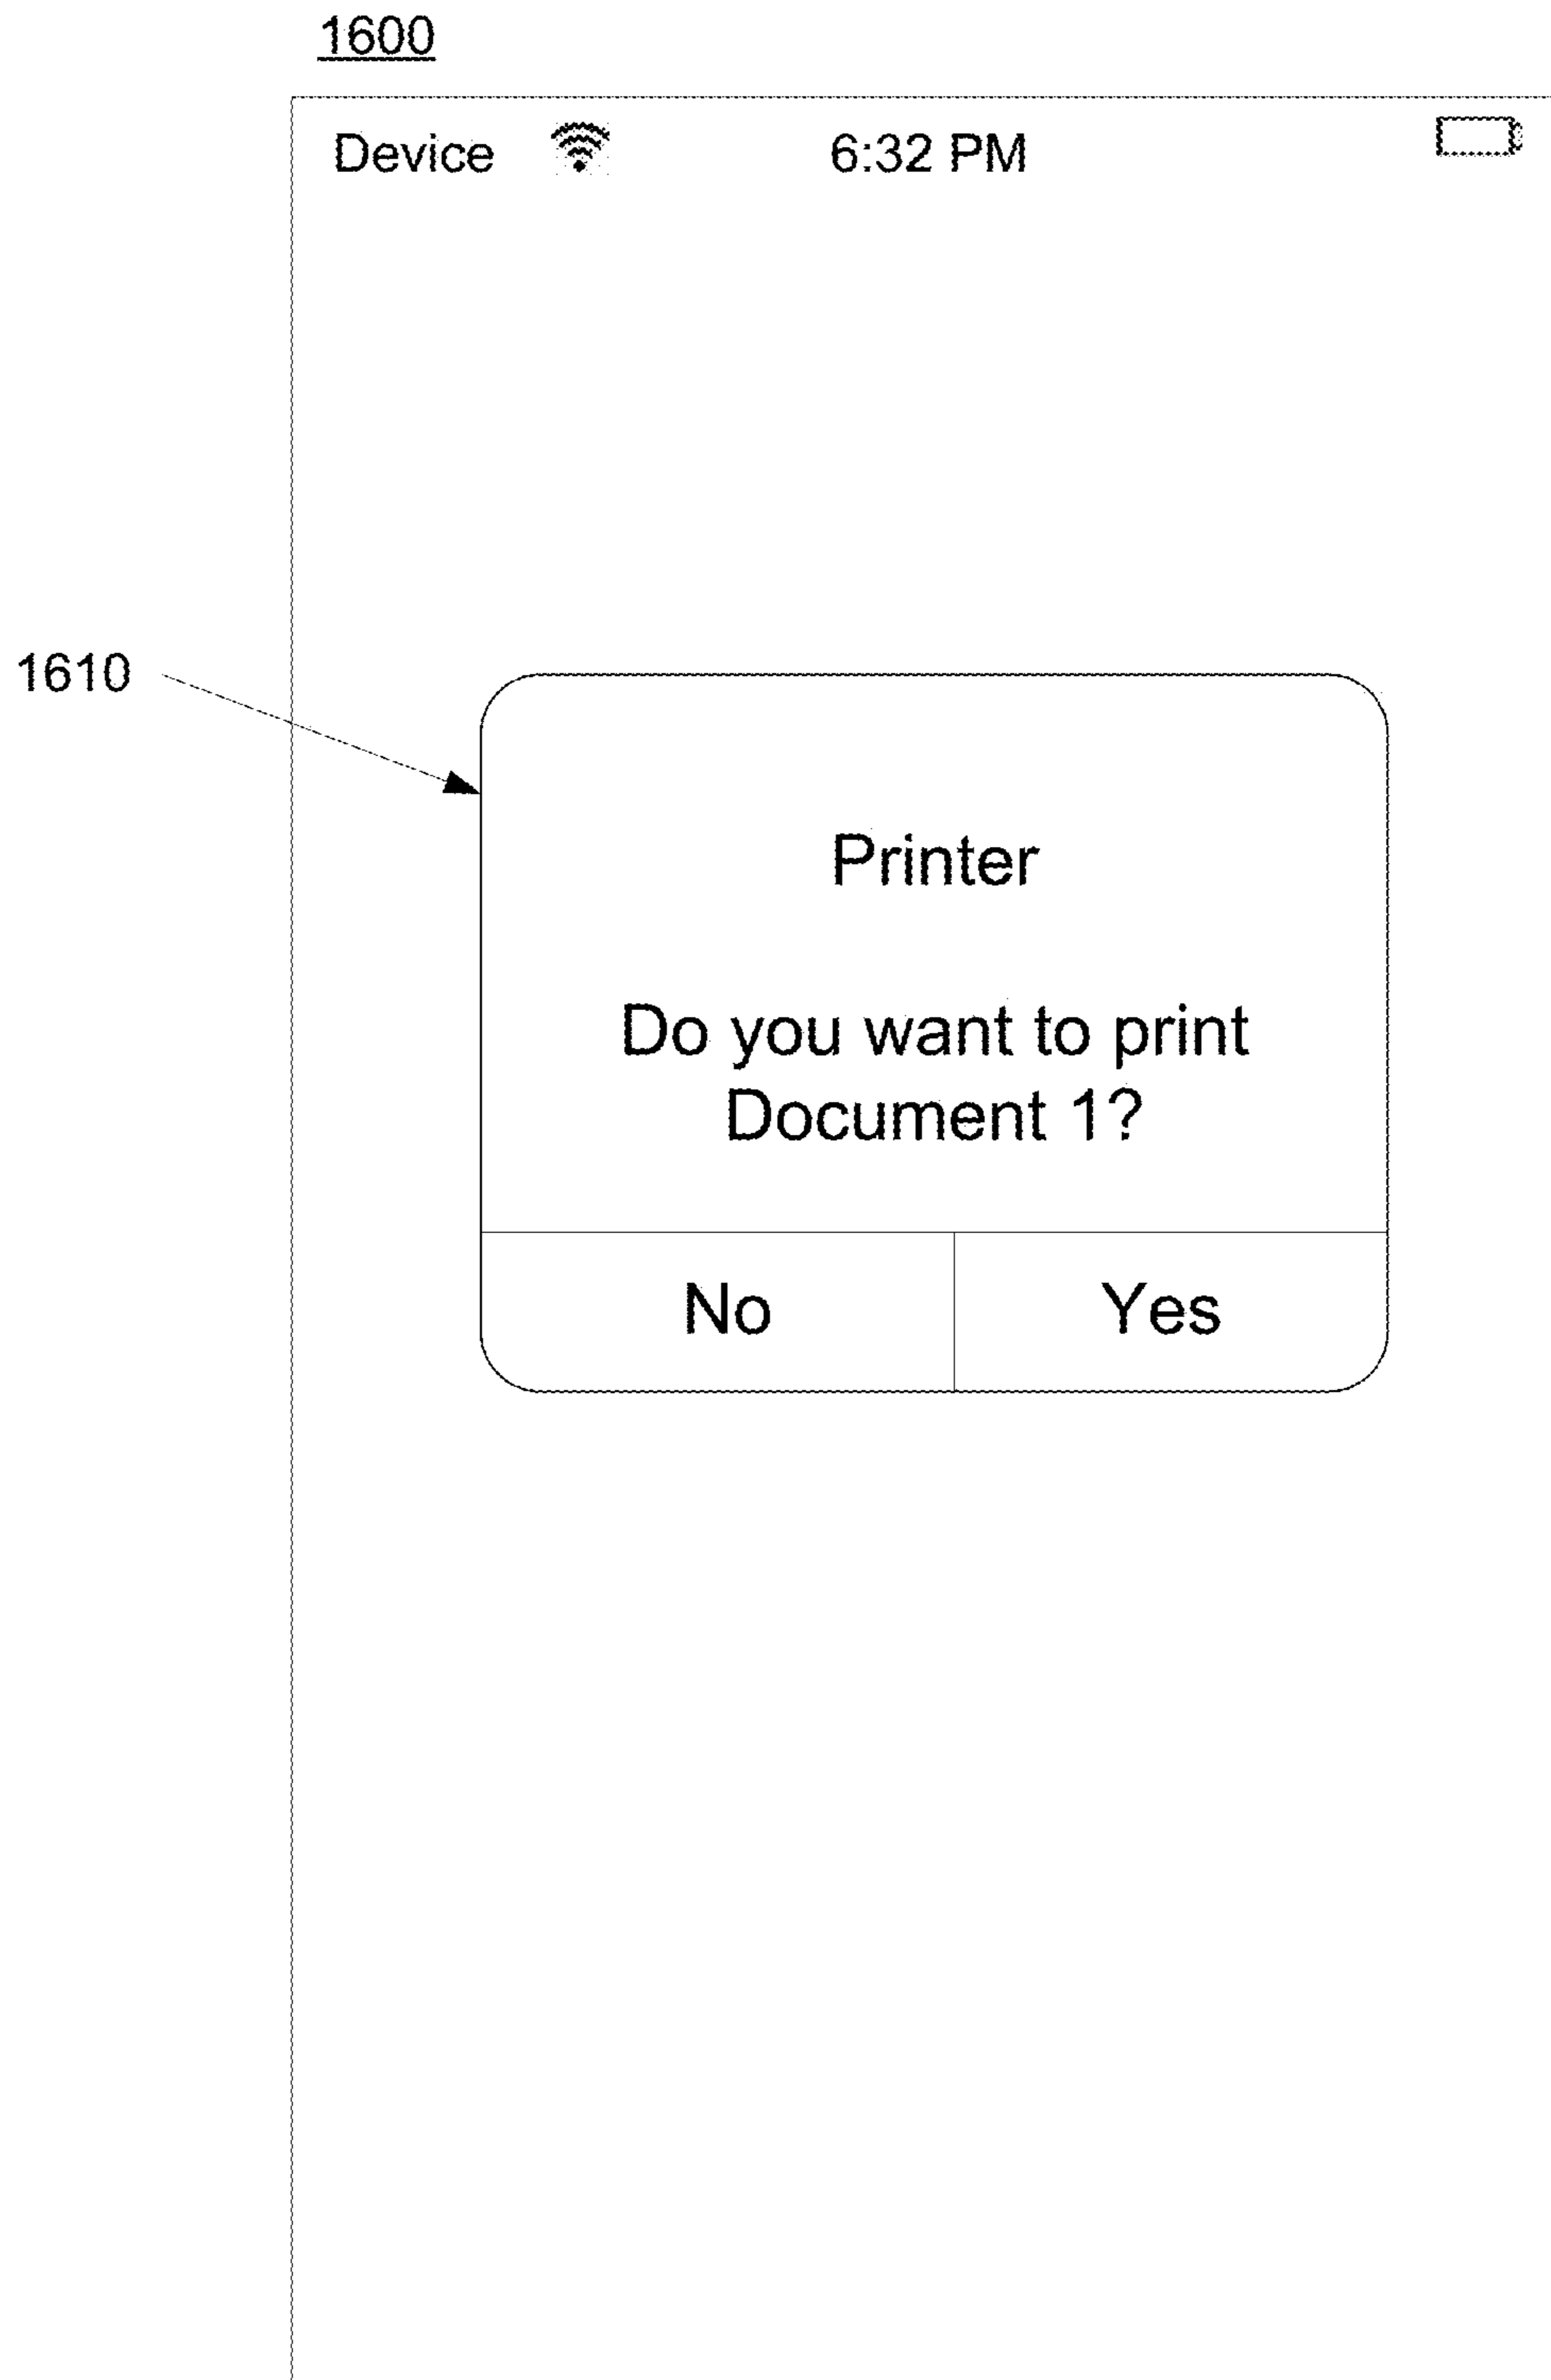 1600
Device 6:32 PM
1610
Printer
Do you want to print
Document 1?
No Yes